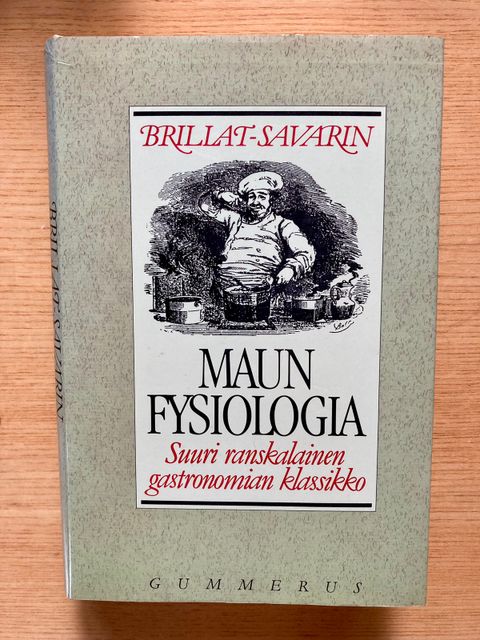 BRILLAT-SAVARIN
MAUN
FYSIOLOGIA
Suuri ranskalainen
gastronomian klassikko
GUMMERUS
BRILLAT-SAVARIN